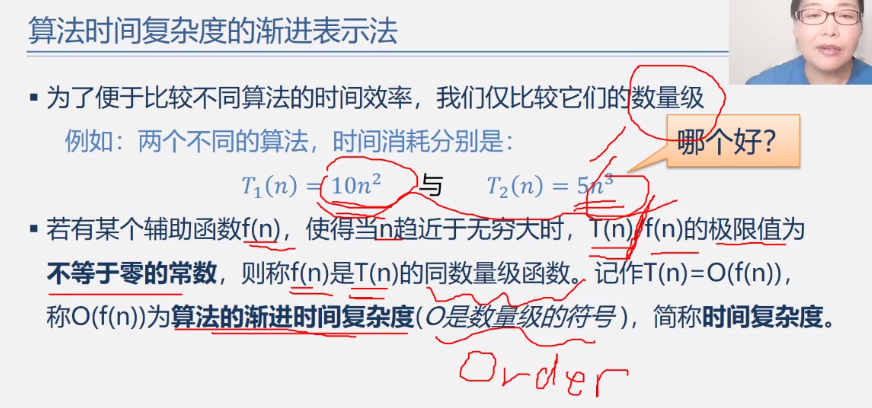 算法时间复杂度的渐进表示法
▪ 为了便于比较不同算法的时间效率，我们仅比较它们的数量级
例如：两个不同的算法，时间消耗分别是：
哪个好？
T₁(n) = 10n² 与 T₂(n) = 5n³
▪ 若有某个辅助函数f(n)，使得当n趋近于无穷大时，T(n)/f(n)的极限值为
不等于零的常数，则称f(n)是T(n)的同数量级函数。记作T(n)=O(f(n))，
称O(f(n))为算法的渐进时间复杂度(O是数量级的符号)，简称时间复杂度。
Order